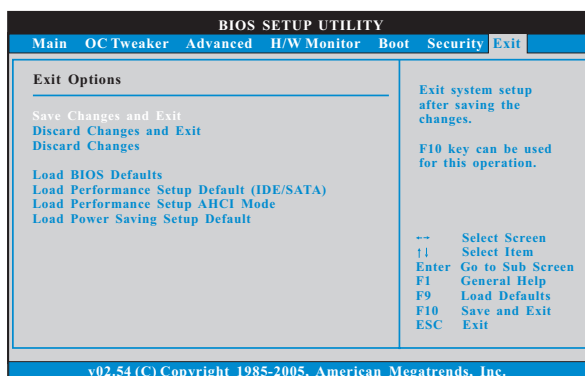 BIOS SETUP UTILITY
Main OC Tweaker Advanced H/W Monitor Boot Security Exit
Exit Options
Save Changes and Exit
Discard Changes and Exit
Discard Changes
Load BIOS Defaults
Load Performance Setup Default (IDE/SATA)
Load Performance Setup AHCI Mode
Load Power Saving Setup Default
Exit system setup
after saving the
changes.
F10 key can be used
for this operation.
←→ Select Screen
↑↓ Select Item
Enter Go to Sub Screen
F1 General Help
F9 Load Defaults
F10 Save and Exit
ESC Exit
v02.54 (C) Copyright 1985-2005, American Megatrends, Inc.